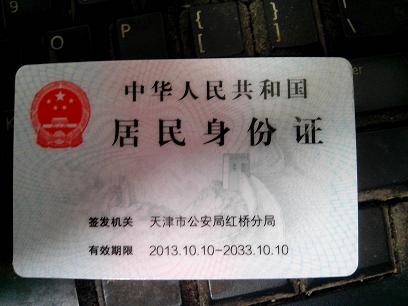 9
O
P
{
[
}
]
中华人民共和国
居民身份证
签发机关 天津市公安局红桥分局
有效期限 2013.10.10-2033.10.10